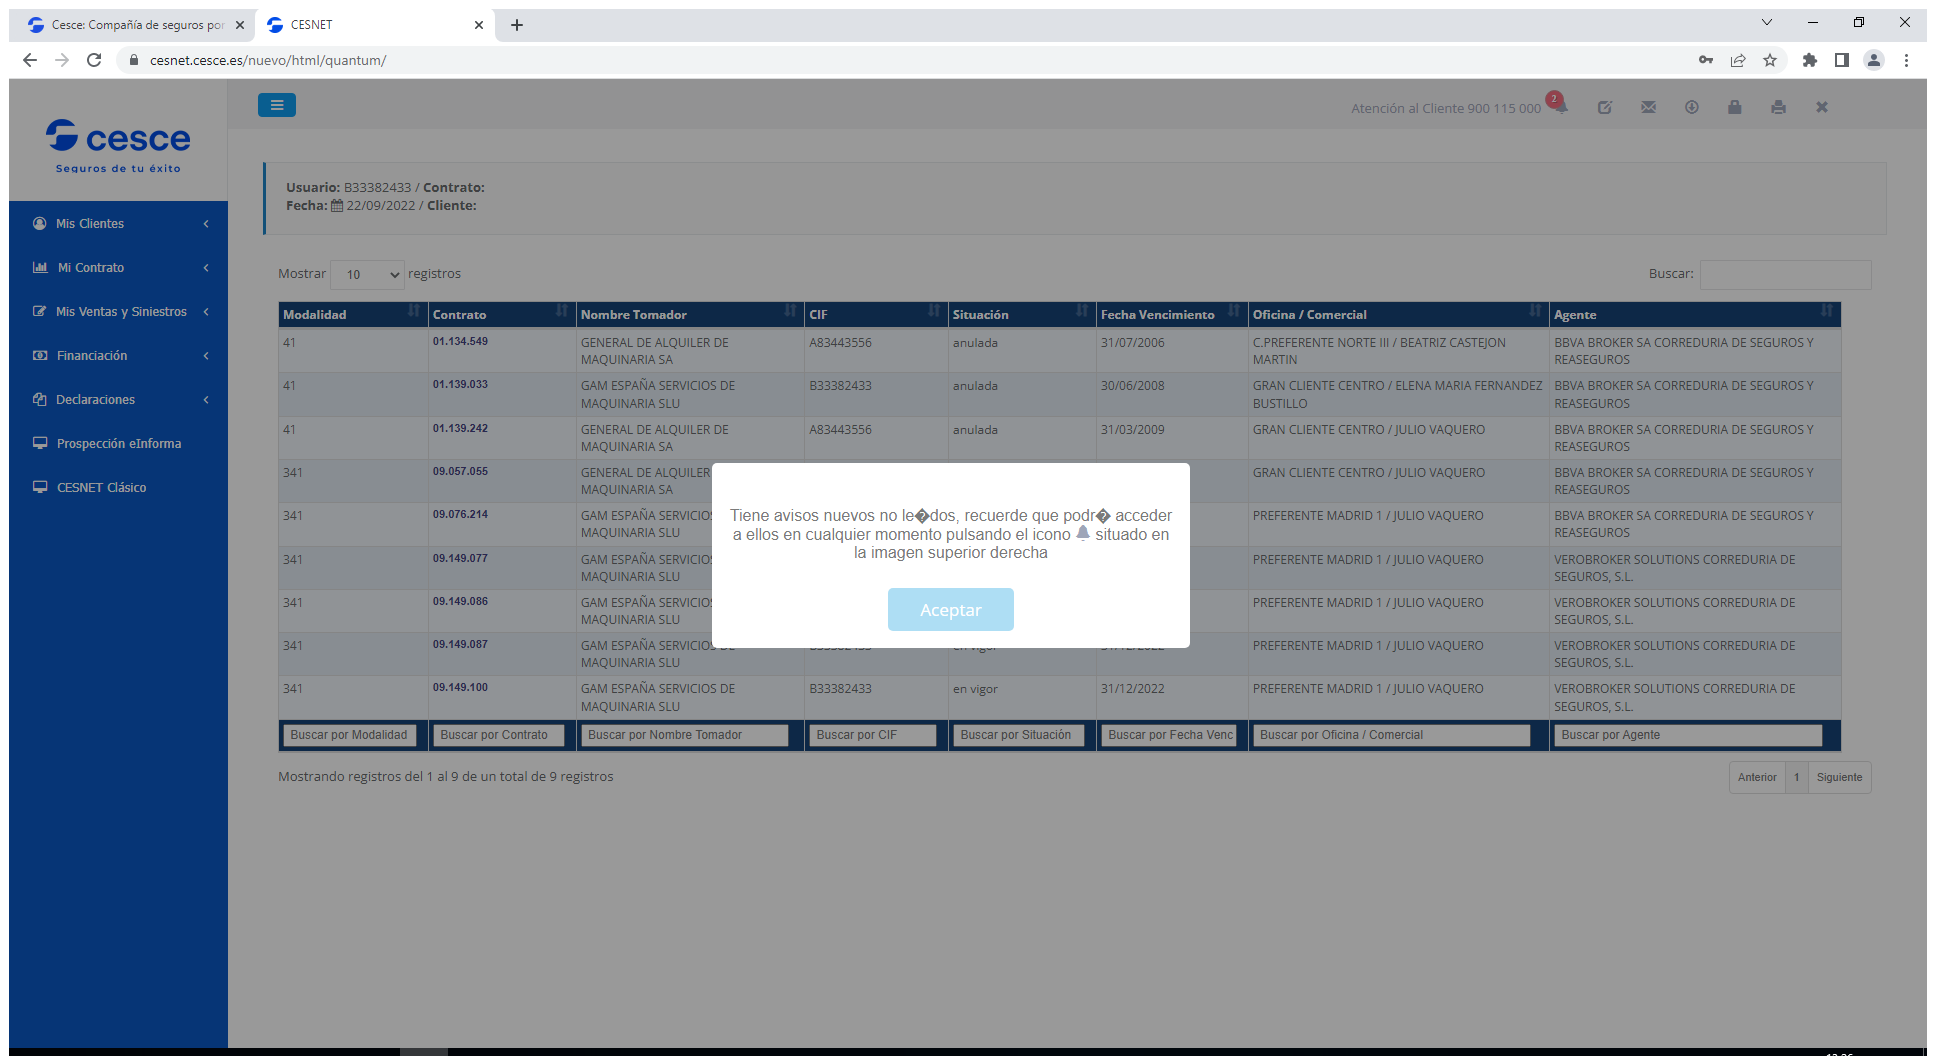 Cesce: Compañía de seguros por
CESNET
cesnet.cesce.es/nuevo/html/quantum/
cesce
Seguros de tu éxito
Atención al Cliente 900 115 000
2
Mis Clientes
Mi Contrato
Mis Ventas y Siniestros
Financiación
Declaraciones
Prospección eInforma
CESNET Clásico
Usuario: B33382433 / Contrato:
Fecha: 22/09/2022 / Cliente:
Mostrar 10 registros
Buscar:
Modalidad Contrato Nombre Tomador CIF Situación Fecha Vencimiento Oficina / Comercial Agente
41 01.134.549 GENERAL DE ALQUILER DE A83443556 anulada 31/07/2006 C.PREFERENTE NORTE III / BEATRIZ CASTEJON BBVA BROKER SA CORREDURIA DE SEGUROS Y
MAQUINARIA SA MARTIN REASEGUROS
41 01.139.033 GAM ESPAÑA SERVICIOS DE B33382433 anulada 30/06/2008 GRAN CLIENTE CENTRO / ELENA MARIA FERNANDEZ BBVA BROKER SA CORREDURIA DE SEGUROS Y
MAQUINARIA SLU BUSTILLO REASEGUROS
41 01.139.242 GENERAL DE ALQUILER DE A83443556 anulada 31/03/2009 GRAN CLIENTE CENTRO / JULIO VAQUERO BBVA BROKER SA CORREDURIA DE SEGUROS Y
MAQUINARIA SA REASEGUROS
341 09.057.055 GENERAL DE ALQUILER GRAN CLIENTE CENTRO / JULIO VAQUERO BBVA BROKER SA CORREDURIA DE SEGUROS Y
MAQUINARIA SA REASEGUROS
341 09.076.214 GAM ESPAÑA SERVICIOS PREFERENTE MADRID 1 / JULIO VAQUERO BBVA BROKER SA CORREDURIA DE SEGUROS Y
MAQUINARIA SLU REASEGUROS
341 09.149.077 GAM ESPAÑA SERVICIOS PREFERENTE MADRID 1 / JULIO VAQUERO VEROBROKER SOLUTIONS CORREDURIA DE
MAQUINARIA SLU SEGUROS, S.L.
341 09.149.086 GAM ESPAÑA SERVICIOS PREFERENTE MADRID 1 / JULIO VAQUERO VEROBROKER SOLUTIONS CORREDURIA DE
MAQUINARIA SLU SEGUROS, S.L.
341 09.149.087 GAM ESPAÑA SERVICIOS PREFERENTE MADRID 1 / JULIO VAQUERO VEROBROKER SOLUTIONS CORREDURIA DE
MAQUINARIA SLU SEGUROS, S.L.
341 09.149.100 GAM ESPAÑA SERVICIOS DE B33382433 en vigor 31/12/2022 PREFERENTE MADRID 1 / JULIO VAQUERO VEROBROKER SOLUTIONS CORREDURIA DE
MAQUINARIA SLU SEGUROS, S.L.
Buscar por Modalidad Buscar por Contrato Buscar por Nombre Tomador Buscar por CIF Buscar por Situación Buscar por Fecha Venc Buscar por Oficina / Comercial Buscar por Agente
Mostrando registros del 1 al 9 de un total de 9 registros
Anterior 1 Siguiente
Tiene avisos nuevos no le�dos, recuerde que podr� acceder
a ellos en cualquier momento pulsando el icono situado en
la imagen superior derecha
Aceptar